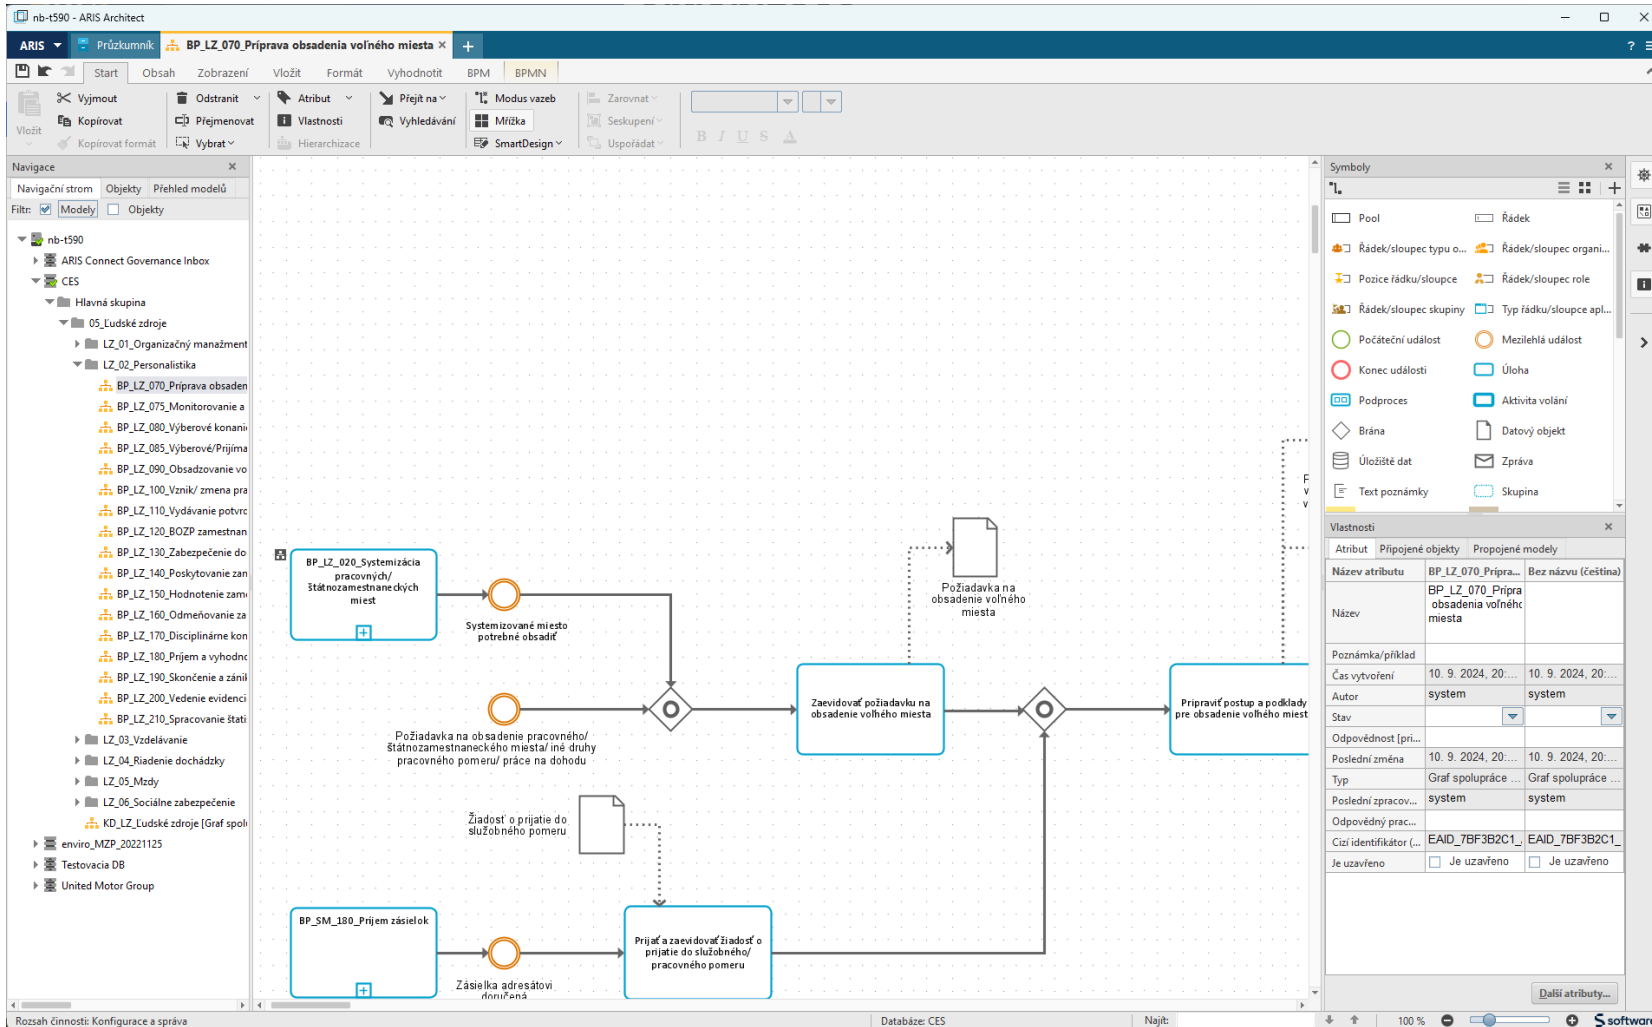 nb-t590 - ARIS Architect
ARIS
Průzkumník
BP_LZ_070_Príprava obsadenia voľného miesta
Start Obsah Zobrazení Vložit Formát Vyhodnotit BPM BPMN
Vložit
Vyjmout
Kopírovat
Kopírovat formát
Odstranit
Přejmenovat
Vybrat
Atribut
Vlastnosti
Hierarchizace
Přejít na
Vyhledávání
Modus vazeb
Mřížka
SmartDesign
Zarovnat
Seskupení
Uspořádat
B I U S A
Navigace
Navigační strom Objekty Přehled modelů
Filtr: Modely Objekty
nb-t590
ARIS Connect Governance Inbox
CES
Hlavná skupina
05_Ľudské zdroje
LZ_01_Organizačný manažment
LZ_02_Personalistika
BP_LZ_070_Príprava obsaden
BP_LZ_075_Monitorovanie a
BP_LZ_080_Výberové konani
BP_LZ_085_Výberové/Prijíma
BP_LZ_090_Obsadzovanie vo
BP_LZ_100_Vznik/ zmena pra
BP_LZ_110_Vydávanie potvrd
BP_LZ_120_BOZP zamestnan
BP_LZ_130_Zabezpečenie do
BP_LZ_140_Poskytovanie zan
BP_LZ_150_Hodnotenie zame
BP_LZ_160_Odmeňovanie za
BP_LZ_170_Disciplinárne kon
BP_LZ_180_Príjem a vyhodno
BP_LZ_190_Skončenie a zánik
BP_LZ_200_Vedenie evidenci
BP_LZ_210_Spracovanie štati
LZ_03_Vzdelávanie
LZ_04_Riadenie dochádzky
LZ_05_Mzdy
LZ_06_Sociálne zabezpečenie
KD_LZ_Ľudské zdroje [Graf spol
enviro_MZP_20221125
Testovacia DB
United Motor Group
BP_LZ_020_Systemizácia
pracovných/
štátnozamestnaneckých
miest
Systemizované miesto
potrebné obsadiť
Požiadavka na obsadenie pracovného/
štátnozamestnaneckého miesta/ iné druhy
pracovného pomeru/ práce na dohodu
Žiadosť o prijatie do
služobného pomeru
BP_SM_180_Príjem zásielok
Zásielka adresátovi
doručená
Prijať a zaevidovať žiadosť o
prijatie do služobného/
pracovného pomeru
Zaevidovať požiadavku na
obsadenie voľného miesta
Požiadavka na
obsadenie voľného
miesta
Pripraviť postup a podklady
pre obsadenie voľného miest
Symboly
Pool
Řádek
Řádek/sloupec typu o...
Řádek/sloupec organi...
Pozice řádku/sloupce
Řádek/sloupec role
Řádek/sloupec skupiny
Typ řádku/sloupce apl...
Počáteční událost
Mezilehlá událost
Konec události
Úloha
Podproces
Aktivita volání
Brána
Datový objekt
Úložiště dat
Zpráva
Text poznámky
Skupina
Vlastnosti
Atribut Připojené objekty Propojené modely
Název atributu BP_LZ_070_Přípra... Bez názvu (čeština)
Název BP_LZ_070_Prípra
obsadenia voľnéhc
miesta
Poznámka/příklad
Čas vytvoření 10. 9. 2024, 20:... 10. 9. 2024, 20:...
Autor system system
Stav
Odpovědnost [pri...
Poslední změna 10. 9. 2024, 20:... 10. 9. 2024, 20:...
Typ Graf spolupráce ... Graf spolupráce ...
Poslední zpracov... system system
Odpovědný prac...
Cizí identifikátor (... EAID_7BF3B2C1_ EAID_7BF3B2C1_
Je uzavřeno Je uzavřeno Je uzavřeno
Další atributy...
Rozsah činnosti: Konfigurace a správa
Databáze: CES
Najít:
100 %
software